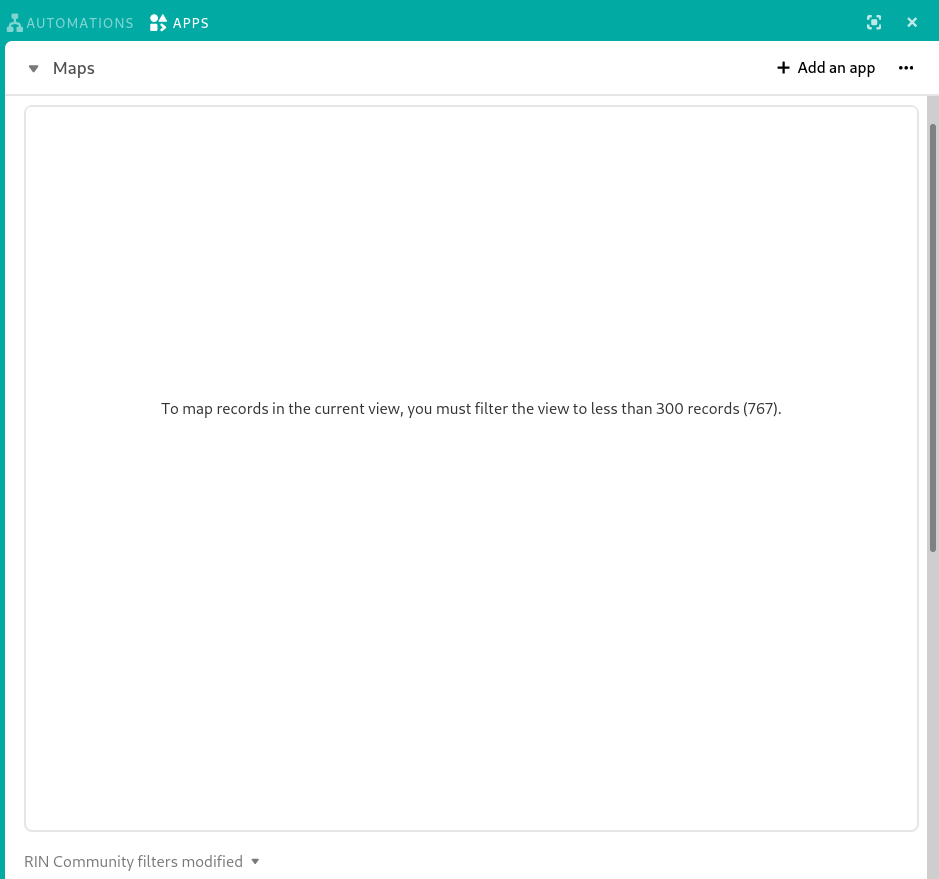 AUTOMATIONS APPS
Maps
Add an app
To map records in the current view, you must filter the view to less than 300 records (767).
RIN Community filters modified